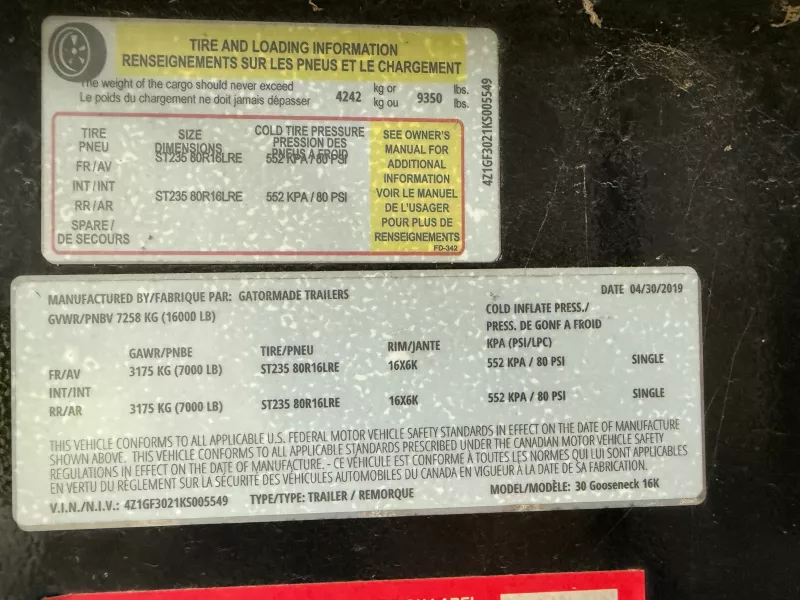 TIRE AND LOADING INFORMATION
RENSEIGNEMENTS SUR LES PNEUS ET LE CHARGEMENT
The weight of the cargo should never exceed
Le poids du chargement ne doit jamais dépasser
4242 kg or 9350 lbs.
kg ou lbs.
TIRE SIZE COLD TIRE PRESSURE
PNEU DIMENSIONS PRESSION DES
PNEUS A FROID
FR/AV ST235 80R16LRE 552 KPA / 80 PSI
INT/INT
RR/AR ST235 80R16LRE 552 KPA / 80 PSI
SPARE/
DE SECOURS
SEE OWNER'S
MANUAL FOR
ADDITIONAL
INFORMATION
VOIR LE MANUEL
DE L'USAGER
POUR PLUS DE
RENSEIGNEMENTS
FD-342
4Z1GF3021KS005549
MANUFACTURED BY/FABRIQUE PAR: GATORMADE TRAILERS DATE 04/30/2019
GVWR/PNBV 7258 KG (16000 LB)
COLD INFLATE PRESS./
PRESS. DE GONF A FROID
GAWR/PNBE TIRE/PNEU RIM/JANTE KPA (PSI/LPC)
FR/AV 3175 KG (7000 LB) ST235 80R16LRE 16X6K 552 KPA / 80 PSI SINGLE
INT/INT
RR/AR 3175 KG (7000 LB) ST235 80R16LRE 16X6K 552 KPA / 80 PSI SINGLE
THIS VEHICLE CONFORMS TO ALL APPLICABLE U.S. FEDERAL MOTOR VEHICLE SAFETY STANDARDS IN EFFECT ON THE DATE OF MANUFACTURE
SHOWN ABOVE. THIS VEHICLE CONFORMS TO ALL APPLICABLE STANDARDS PRESCRIBED UNDER THE CANADIAN MOTOR VEHICLE SAFETY
REGULATIONS IN EFFECT ON THE DATE OF MANUFACTURE. - CE VÉHICULE EST CONFORME À TOUTES LES NORMES QUI LUI SONT APPLICABLES
EN VERTU DU RÈGLEMENT SUR LA SÉCURITÉ DES VÉHICULES AUTOMOBILES DU CANADA EN VIGUEUR À LA DATE DE SA FABRICATION.
V.I.N./N.I.V.: 4Z1GF3021KS005549 TYPE/TYPE: TRAILER / REMORQUE MODEL/MODÈLE: 30 Gooseneck 16K